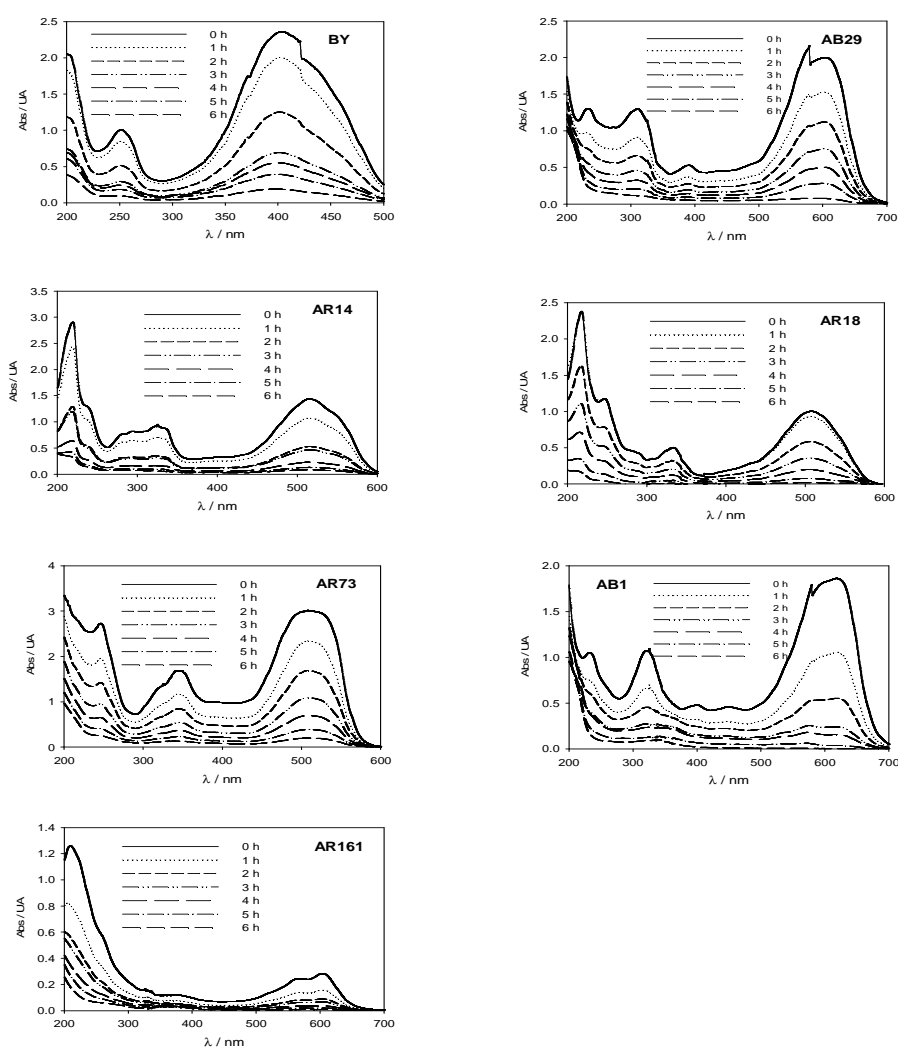 BY
2.5
2.0
1.5
1.0
0.5
0.0
Abs / UA
0 h
1 h
2 h
3 h
4 h
5 h
6 h
200 250 300 350 400 450 500
λ / nm
AB29
2.5
2.0
1.5
1.0
0.5
0.0
Abs / UA
0 h
1 h
2 h
3 h
4 h
5 h
6 h
200 300 400 500 600 700
λ / nm
AR14
3.5
3.0
2.5
2.0
1.5
1.0
0.5
0.0
Abs / UA
0 h
1 h
2 h
3 h
4 h
5 h
6 h
200 300 400 500 600
λ / nm
AR18
2.5
2.0
1.5
1.0
0.5
0.0
Abs / UA
0 h
1 h
2 h
3 h
4 h
5 h
6 h
200 300 400 500 600
λ / nm
AR73
4
3
2
1
0
Abs / UA
0 h
1 h
2 h
3 h
4 h
5 h
6 h
200 300 400 500 600
λ / nm
AB1
2.0
1.5
1.0
0.5
0.0
Abs / UA
0 h
1 h
2 h
3 h
4 h
5 h
6 h
200 300 400 500 600 700
λ / nm
AR161
1.4
1.2
1.0
0.8
0.6
0.4
0.2
0.0
Abs / UA
0 h
1 h
2 h
3 h
4 h
5 h
6 h
200 300 400 500 600 700
λ / nm